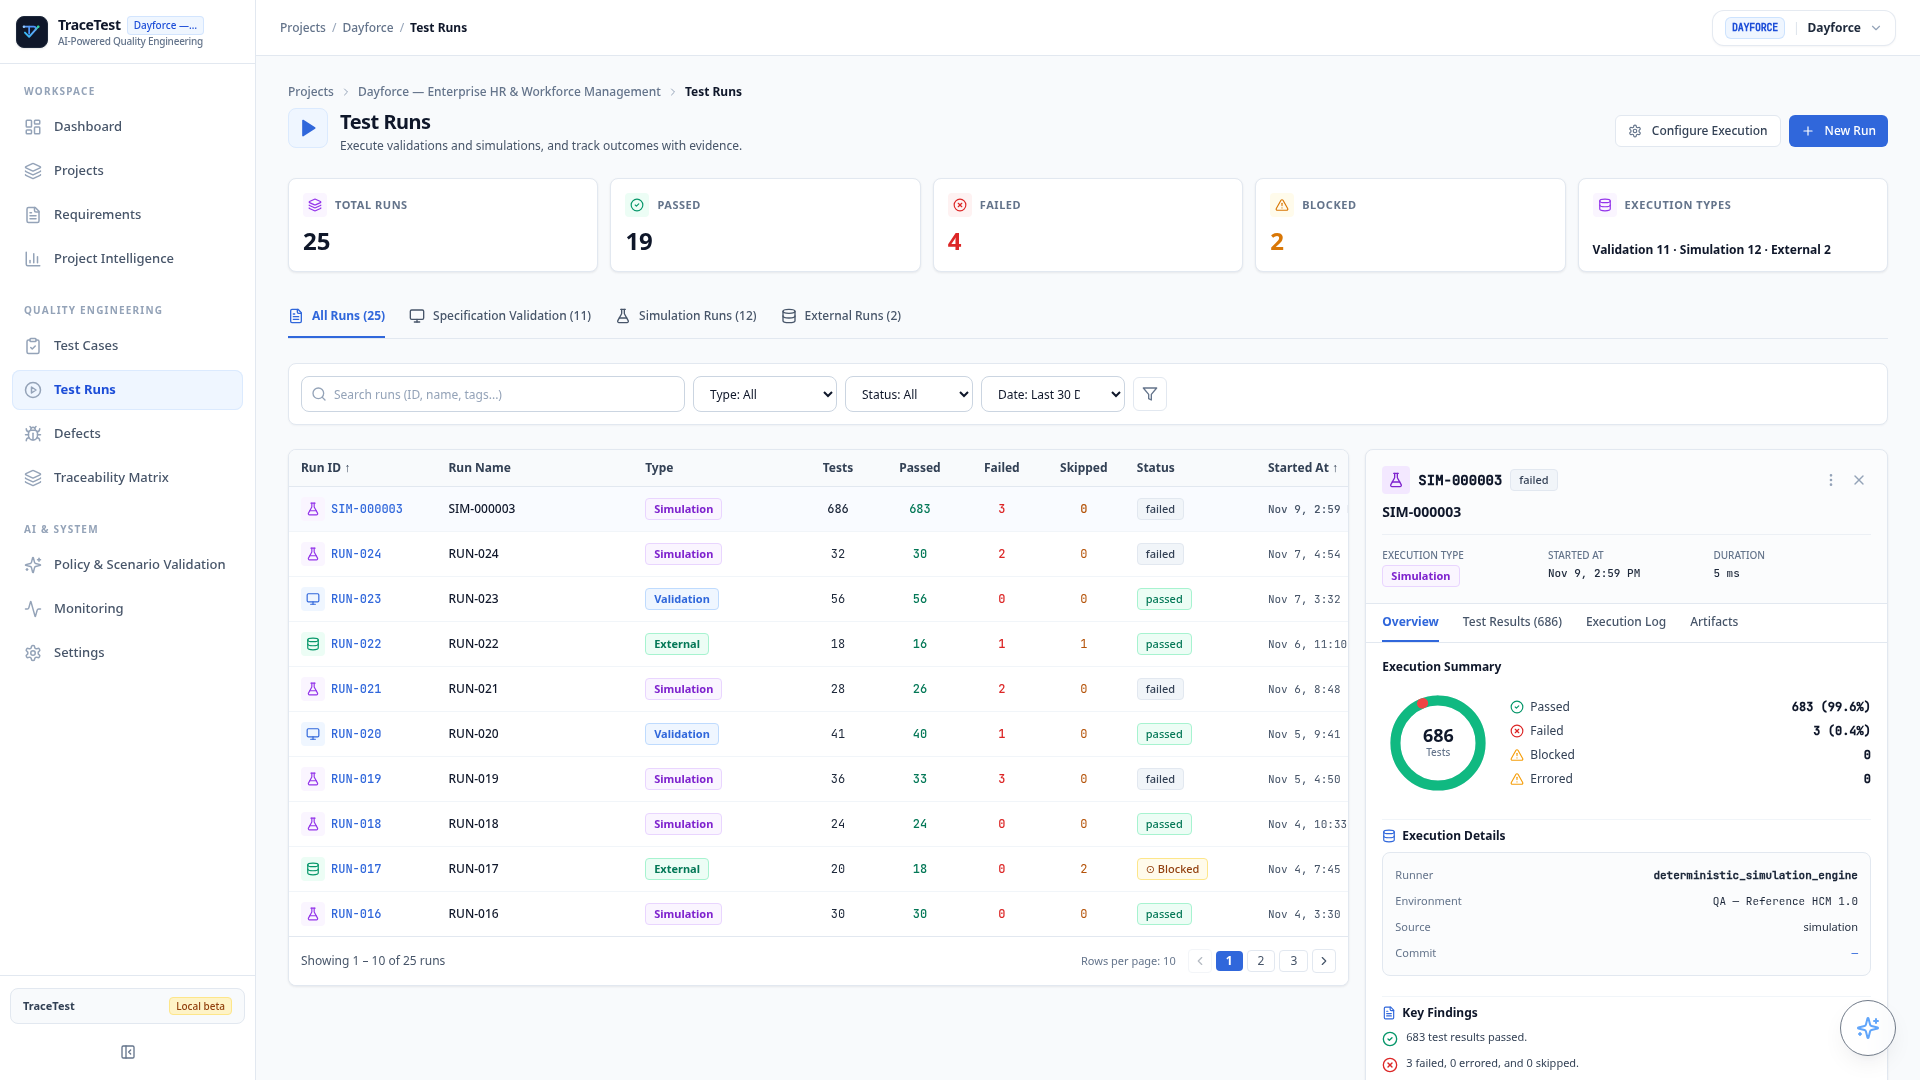 TraceTest Dayforce —...
AI-Powered Quality Engineering
WORKSPACE
Dashboard
Projects
Requirements
Project Intelligence
QUALITY ENGINEERING
Test Cases
Test Runs
Defects
Traceability Matrix
AI & SYSTEM
Policy & Scenario Validation
Monitoring
Settings
TraceTest Local beta
Projects / Dayforce / Test Runs
DAYFORCE Dayforce
Projects > Dayforce — Enterprise HR & Workforce Management > Test Runs
Test Runs
Execute validations and simulations, and track outcomes with evidence.
Configure Execution
+ New Run
TOTAL RUNS
25
PASSED
19
FAILED
4
BLOCKED
2
EXECUTION TYPES
Validation 11 · Simulation 12 · External 2
All Runs (25) Specification Validation (11) Simulation Runs (12) External Runs (2)
Search runs (ID, name, tags...) Type: All Status: All Date: Last 30 D
Run ID ↑ Run Name Type Tests Passed Failed Skipped Status Started At ↑
SIM-000003 SIM-000003 Simulation 686 683 3 0 failed Nov 9, 2:59
RUN-024 RUN-024 Simulation 32 30 2 0 failed Nov 7, 4:54
RUN-023 RUN-023 Validation 56 56 0 0 passed Nov 7, 3:32
RUN-022 RUN-022 External 18 16 1 1 passed Nov 6, 11:10
RUN-021 RUN-021 Simulation 28 26 2 0 failed Nov 6, 8:48
RUN-020 RUN-020 Validation 41 40 1 0 passed Nov 5, 9:41
RUN-019 RUN-019 Simulation 36 33 3 0 failed Nov 5, 4:50
RUN-018 RUN-018 Simulation 24 24 0 0 passed Nov 4, 10:33
RUN-017 RUN-017 External 20 18 0 2 ⊙ Blocked Nov 4, 7:45
RUN-016 RUN-016 Simulation 30 30 0 0 passed Nov 4, 3:30
Showing 1 – 10 of 25 runs Rows per page: 10 1 2 3
SIM-000003 failed
SIM-000003
EXECUTION TYPE STARTED AT DURATION
Simulation Nov 9, 2:59 PM 5 ms
Overview Test Results (686) Execution Log Artifacts
Execution Summary
686
Tests
Passed 683 (99.6%)
Failed 3 (0.4%)
Blocked 0
Errored 0
Execution Details
Runner deterministic_simulation_engine
Environment QA — Reference HCM 1.0
Source simulation
Commit —
Key Findings
683 test results passed.
3 failed, 0 errored, and 0 skipped.